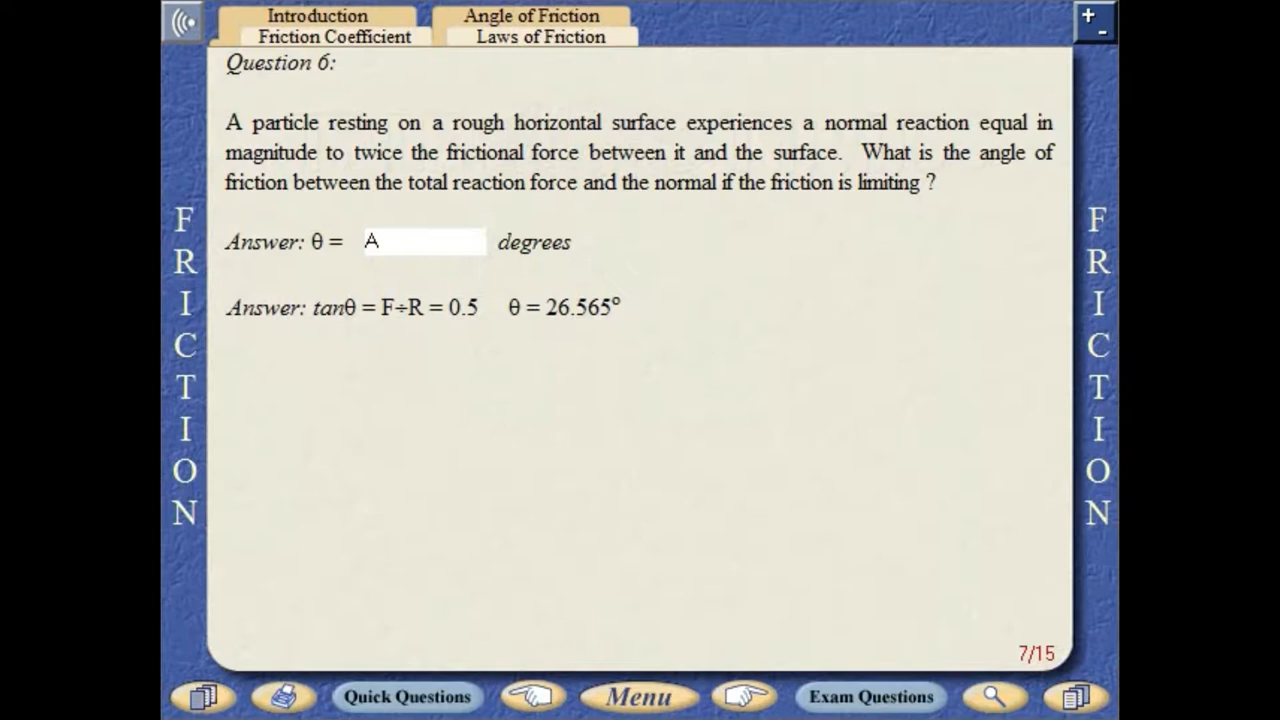 Introduction
Angle of Friction
Friction Coefficient
Laws of Friction
+
-
Question 6:
A particle resting on a rough horizontal surface experiences a normal reaction equal in
magnitude to twice the frictional force between it and the surface. What is the angle of
friction between the total reaction force and the normal if the friction is limiting ?
Answer: θ = A degrees
Answer: tanθ = F÷R = 0.5 θ = 26.565°
FRICTION
FRICTION
7/15
Quick Questions
Menu
Exam Questions